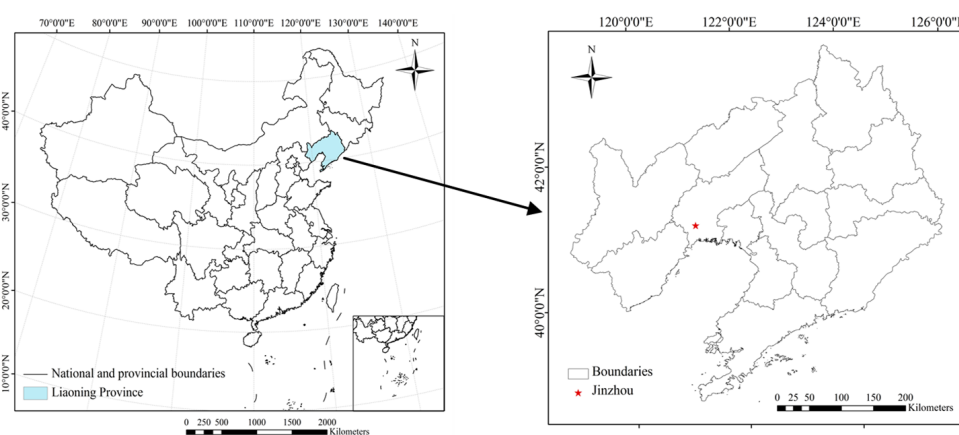 70°0'0"E 80°0'0"E 90°0'0"E 100°0'0"E 110°0'0"E 120°0'0"E 130°0'0"E 140°0'0"E
N
40°0'0"N
30°0'0"N
20°0'0"N
10°0'0"N
National and provincial boundaries
Liaoning Province
0 250 500 1000 1500 2000
Kilometers
120°0'0"E 122°0'0"E 124°0'0"E 126°0'0"E
N
42°0'0"N
40°0'0"N
Boundaries
Jinzhou
0 25 50 100 150 200
Kilometers